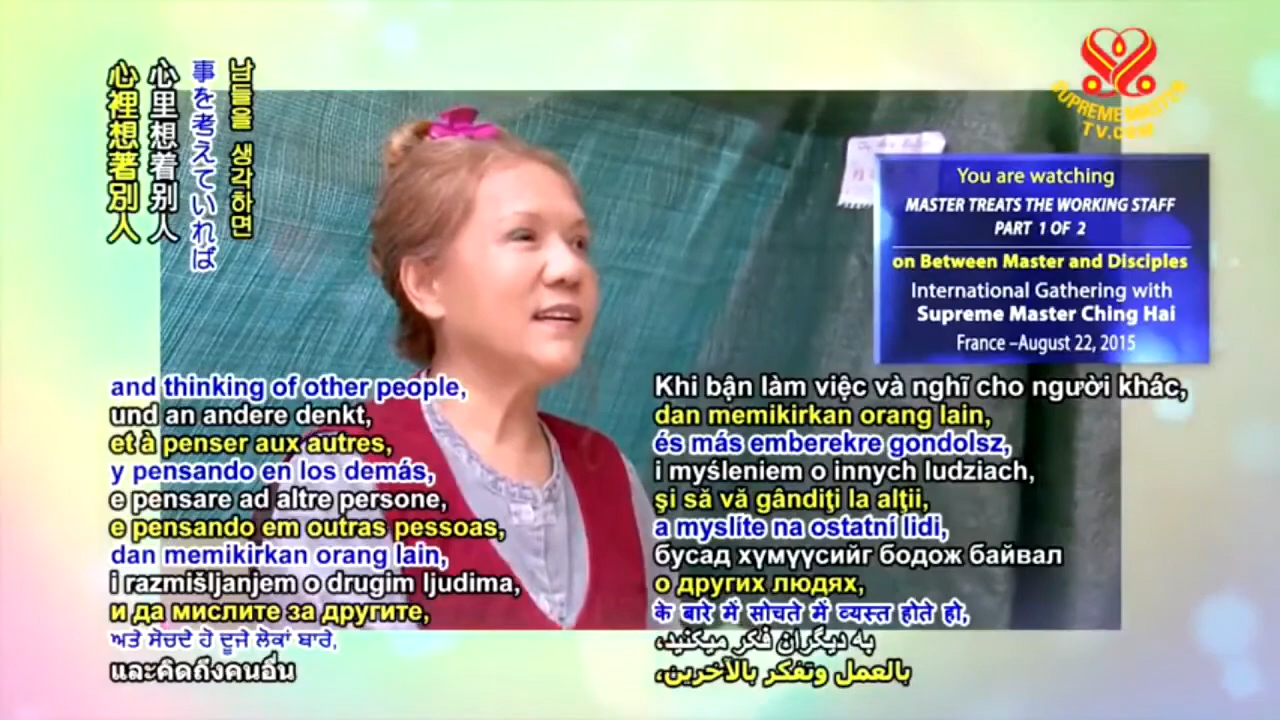 남들을 생각하면
事を考えていれば
心里想着别人
心裡想著別人
SUPREME MASTER
TV.COM
You are watching
MASTER TREATS THE WORKING STAFF
PART 1 OF 2
on Between Master and Disciples
International Gathering with
Supreme Master Ching Hai
France –August 22, 2015
and thinking of other people,
und an andere denkt,
et à penser aux autres,
y pensando en los demás,
e pensare ad altre persone,
e pensando em outras pessoas,
dan memikirkan orang lain,
i razmišljanjem o drugim ljudima,
и да мислите за другите,
ਅਤੇ ਸੋਚਦੇ ਹੋ ਦੂਜੇ ਲੋਕਾਂ ਬਾਰੇ,
และคิดถึงคนอื่น
Khi bận làm việc và nghĩ cho người khác,
dan memikirkan orang lain,
és más emberekre gondolsz,
i myśleniem o innych ludziach,
şi să vă gândiţi la alţii,
a myslíte na ostatní lidi,
бусад хүмүүсийг бодож байвал
о других людях,
के बारे में सोचते में व्यस्त होते हो,
به دیگران فکر میکنید،
بالعمل وتفكر بالآخرين،